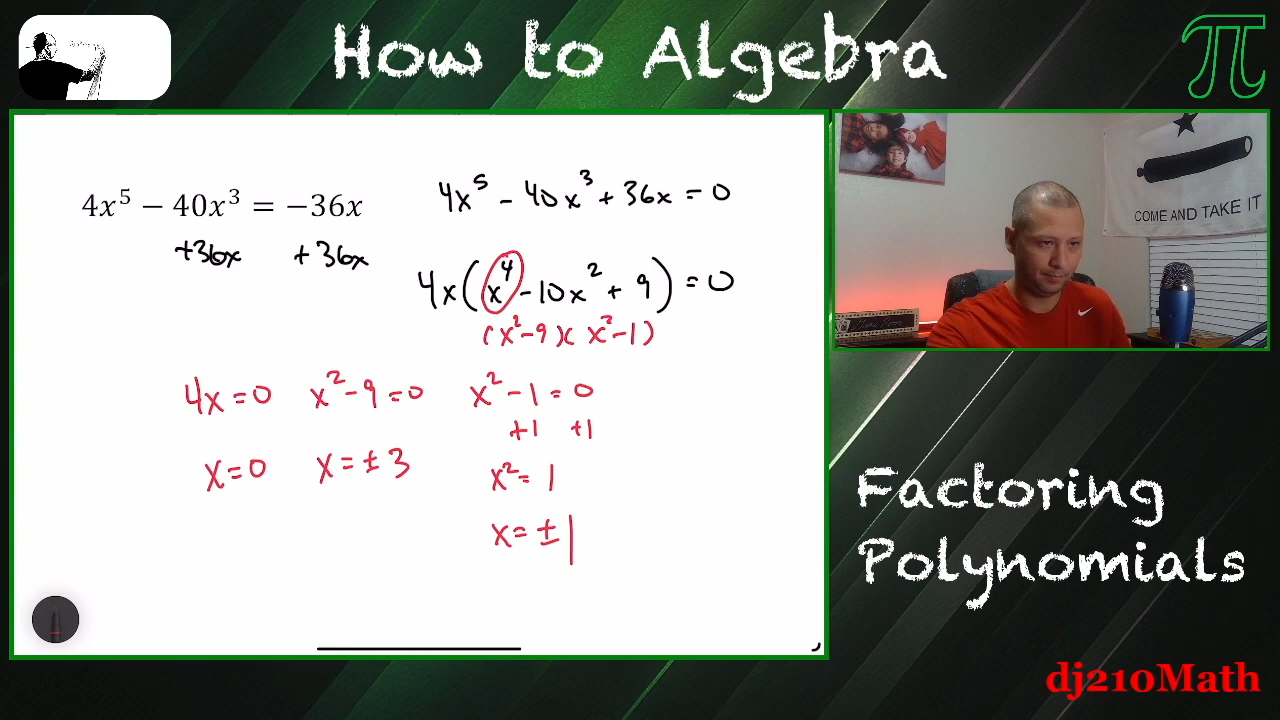 How to Algebra
π
4x⁵ − 40x³ = −36x
+36x +36x
4x⁵ - 40x³ + 36x = 0
4x(x⁴ - 10x² + 9) = 0
(x²-9)(x²-1)
4x=0 x²-9=0 x²-1=0
+1 +1
x=0 x=±3 x²=1
x=±1
COME AND TAKE IT
Factoring
Polynomials
dj210Math